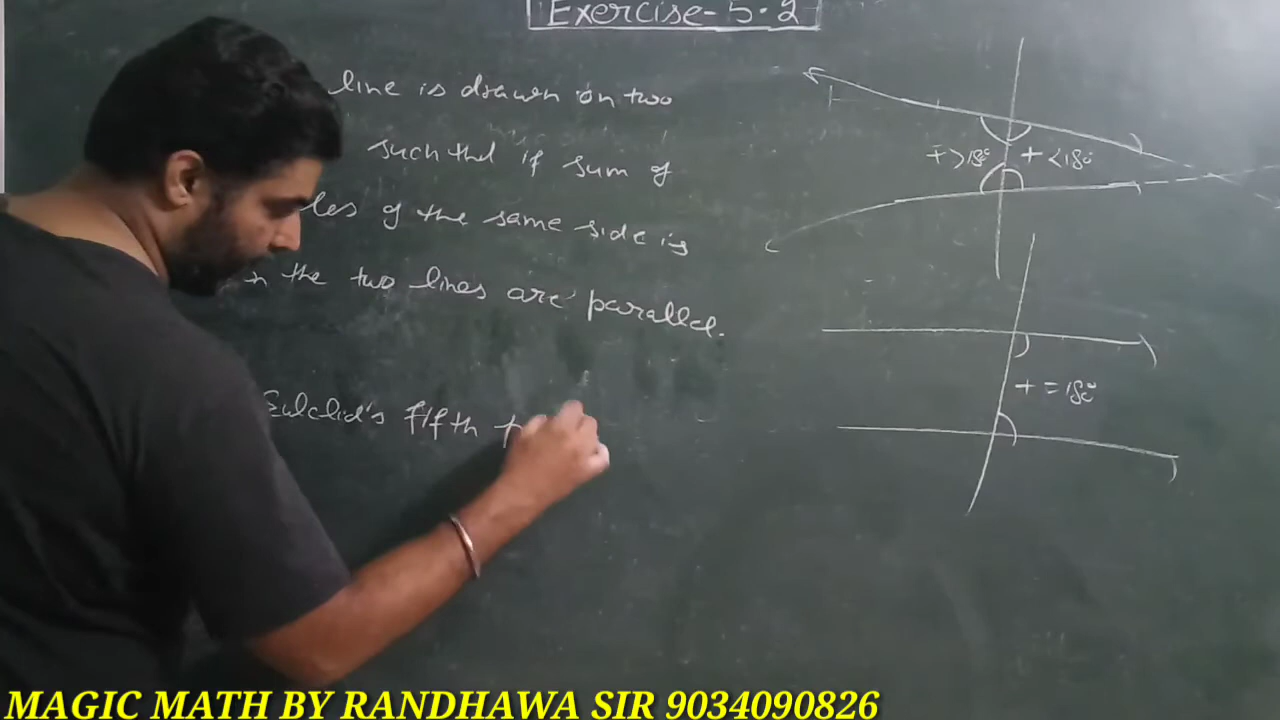 Exercise-5.2
line is drawn on two
such that if sum of
les of the same side is
n the two lines are parallel.
Eulclid's fifth p
+ > 180° + < 180°
+ = 180°
MAGIC MATH BY RANDHAWA SIR 9034090826